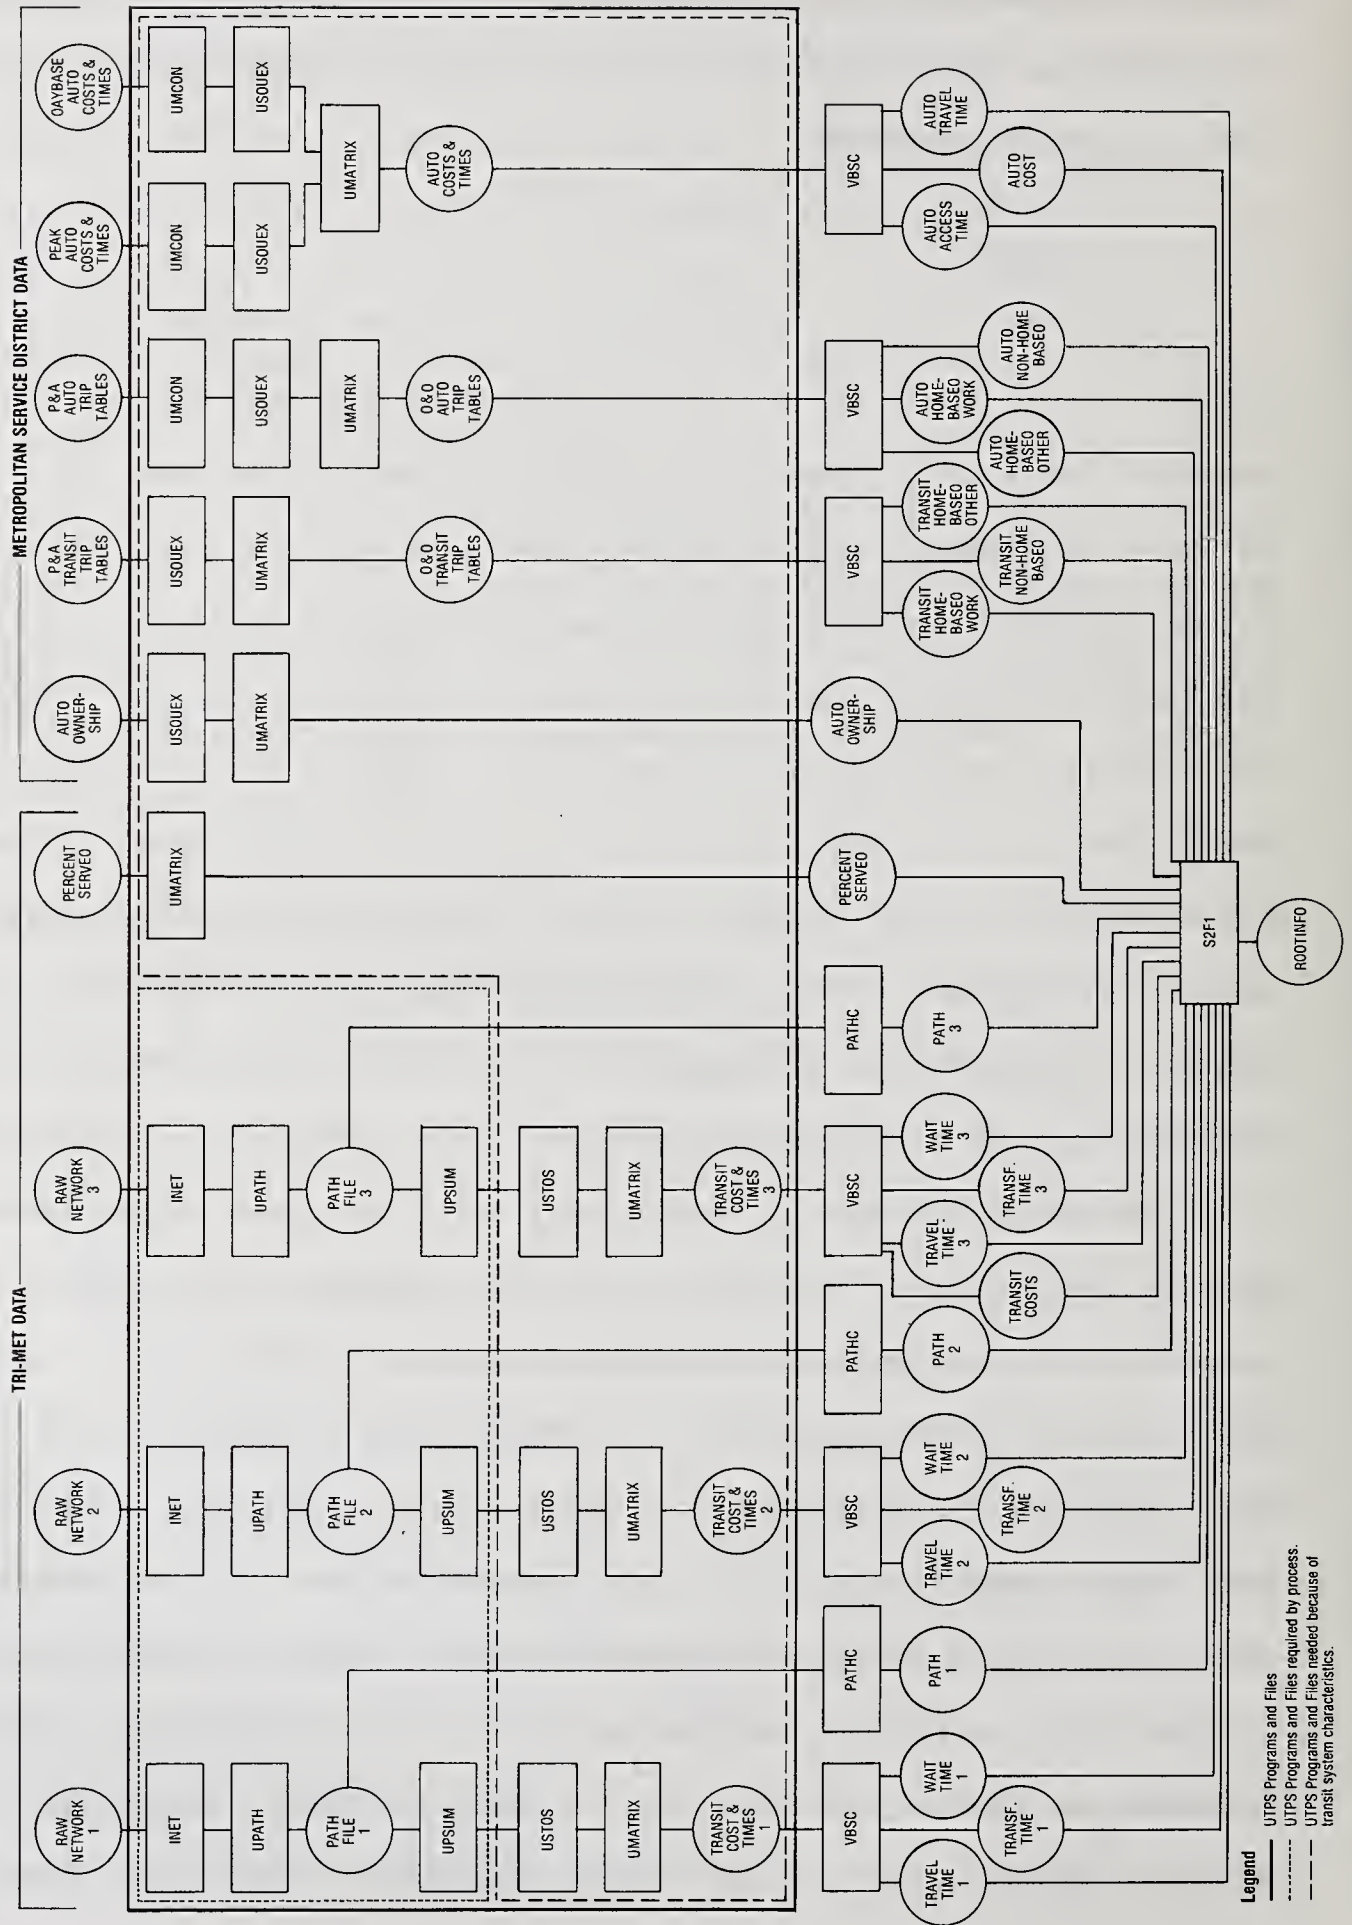 TRI-MET DATA
METROPOLITAN SERVICE DISTRICT DATA
RAW
NETWORK
1
RAW
NETWORK
2
RAW
NETWORK
3
PERCENT
SERVEO
AUTO
OWNER-
SHIP
P&A
TRANSIT
TRIP
TABLES
P&A
AUTO
TRIP
TABLES
PEAK
AUTO
COSTS &
TIMES
OAYBASE
AUTO
COSTS &
TIMES
INET
INET
INET
UMATRIX
USOUEX
USOUEX
UMCON
UMCON
UMCON
UPATH
UPATH
UPATH
UMATRIX
UMATRIX
USOUEX
USOUEX
USOUEX
PATH
FILE
1
PATH
FILE
2
PATH
FILE
3
UMATRIX
UMATRIX
UPSUM
UPSUM
UPSUM
O&O
TRANSIT
TRIP
TABLES
O&O
AUTO
TRIP
TABLES
AUTO
COSTS &
TIMES
USTOS
USTOS
USTOS
UMATRIX
UMATRIX
UMATRIX
TRANSIT
COST &
TIMES
1
TRANSIT
COST &
TIMES
2
TRANSIT
COST &
TIMES
3
VBSC
PATHC
VBSC
PATHC
VBSC
PATHC
PERCENT
SERVEO
AUTO
OWNER-
SHIP
VBSC
VBSC
VBSC
TRAVEL
TIME
1
WAIT
TIME
1
PATH
1
TRAVEL
TIME
2
WAIT
TIME
2
PATH
2
TRAVEL
TIME
3
WAIT
TIME
3
PATH
3
TRANSIT
HOME-
BASEO
WORK
TRANSIT
HOME-
BASEO
OTHER
AUTO
HOME-
BASEO
WORK
AUTO
ACCESS
TIME
AUTO
TRAVEL
TIME
TRANSF.
TIME
1
TRANSF.
TIME
2
TRANSIT
COSTS
TRANSF.
TIME
3
TRANSIT
NON-HOME
BASEO
AUTO
HOME-
BASEO
OTHER
AUTO
NON-HOME
BASEO
AUTO
COST
S2F1
ROOTINFO
Legend
UTPS Programs and Files
UTPS Programs and Files required by process.
UTPS Programs and Files needed because of
transit system characteristics.